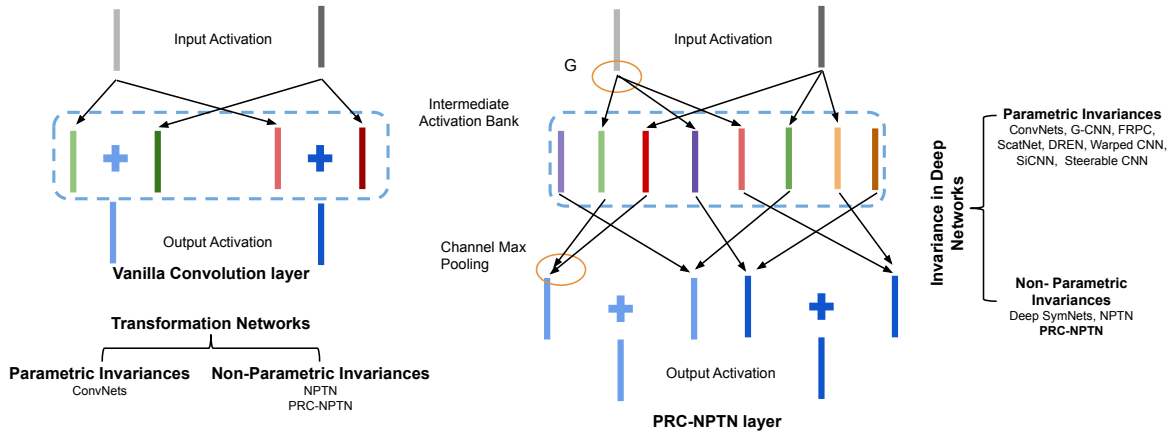 Input Activation
Output Activation
Vanilla Convolution layer
Transformation Networks
Parametric Invariances
ConvNets
Non-Parametric Invariances
NPTN
PRC-NPTN
G
Input Activation
Intermediate
Activation Bank
Channel Max
Pooling
Output Activation
PRC-NPTN layer
Invariance in Deep
Networks
Parametric Invariances
ConvNets, G-CNN, FRPC,
ScatNet, DREN, Warped CNN,
SiCNN, Steerable CNN
Non- Parametric
Invariances
Deep SymNets, NPTN
PRC-NPTN